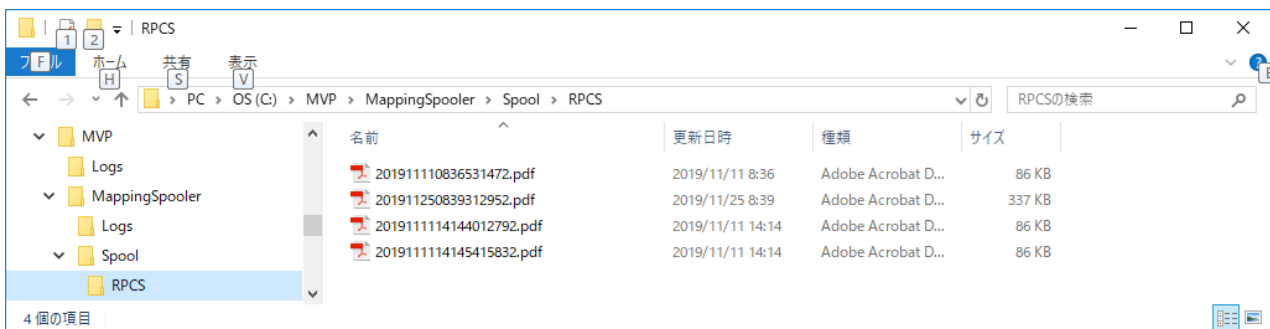 RPCS
1 2
フ F ル ホーム 共有 表示
H S V
PC > OS (C:) > MVP > MappingSpooler > Spool > RPCS RPCSの検索
MVP
Logs
MappingSpooler
Logs
Spool
RPCS
名前 更新日時 種類 サイズ
201911110836531472.pdf 2019/11/11 8:36 Adobe Acrobat D... 86 KB
201911250839312952.pdf 2019/11/25 8:39 Adobe Acrobat D... 337 KB
2019111114144012792.pdf 2019/11/11 14:14 Adobe Acrobat D... 86 KB
2019111114145415832.pdf 2019/11/11 14:14 Adobe Acrobat D... 86 KB
4 個の項目